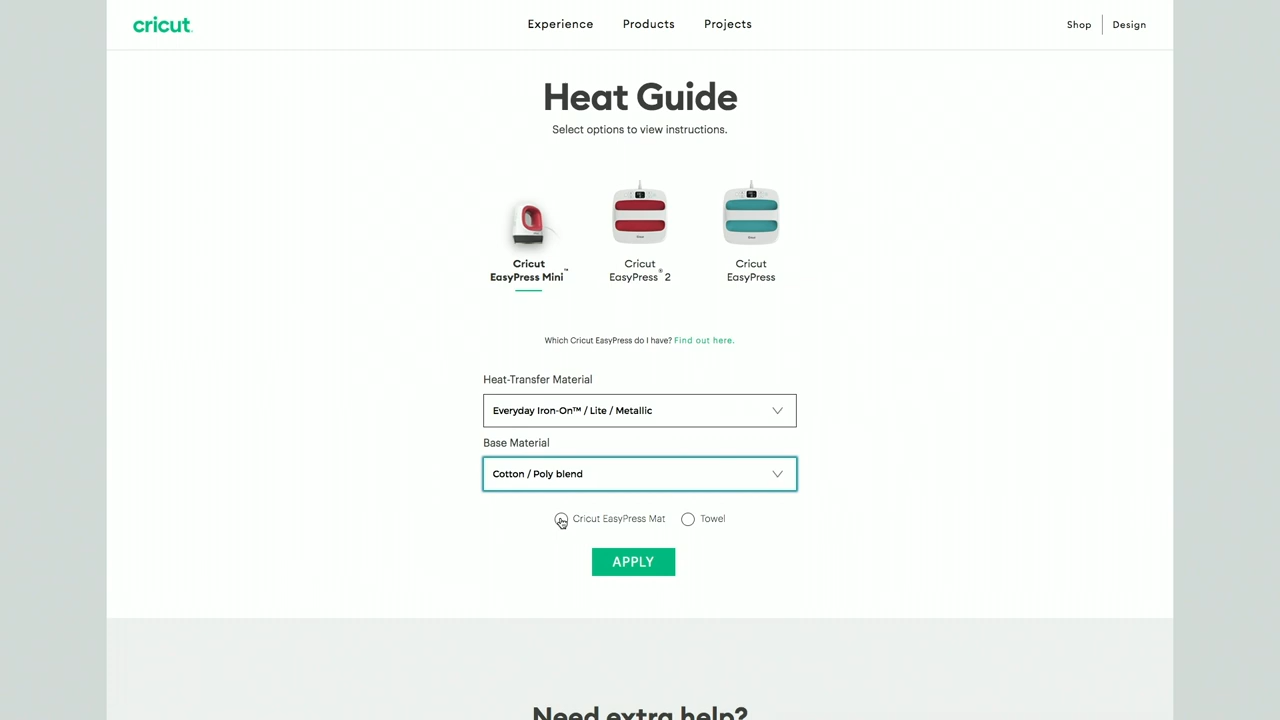 cricut
Experience Products Projects
Shop Design
Heat Guide
Select options to view instructions.
Cricut
EasyPress Mini™
Cricut
EasyPress® 2
Cricut
EasyPress
Which Cricut EasyPress do I have? Find out here.
Heat-Transfer Material
Everyday Iron-On™ / Lite / Metallic
Base Material
Cotton / Poly blend
Cricut EasyPress Mat Towel
APPLY
Need extra help?